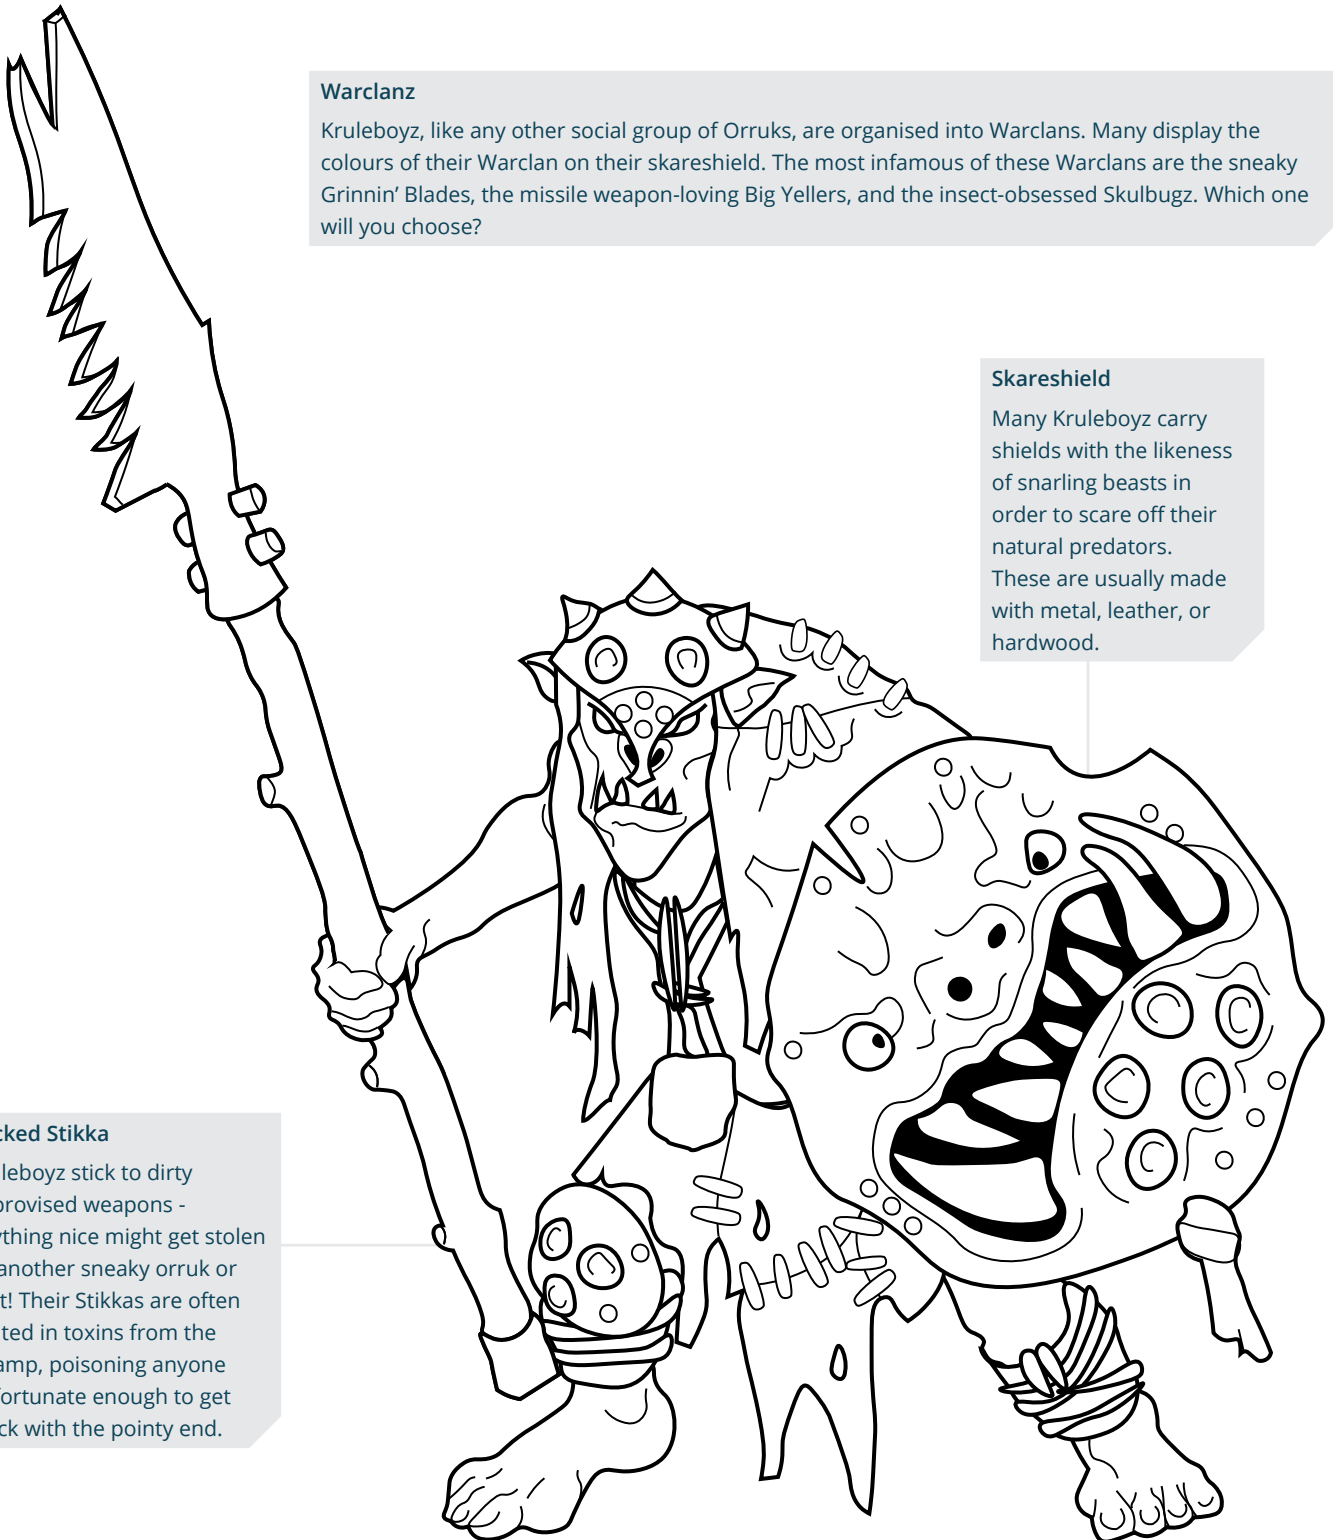 Warclanz
Kruleboyz, like any other social group of Orruks, are organised into Warclans. Many display the
colours of their Warclan on their skareshield. The most infamous of these Warclans are the sneaky
Grinnin’ Blades, the missile weapon-loving Big Yellers, and the insect-obsessed Skulbugz. Which one
will you choose?
Skareshield
Many Kruleboyz carry
shields with the likeness
of snarling beasts in
order to scare off their
natural predators.
These are usually made
with metal, leather, or
hardwood.
cked Stikka
leboyz stick to dirty
provised weapons -
ything nice might get stolen
another sneaky orruk or
t! Their Stikkas are often
ted in toxins from the
amp, poisoning anyone
fortunate enough to get
ck with the pointy end.